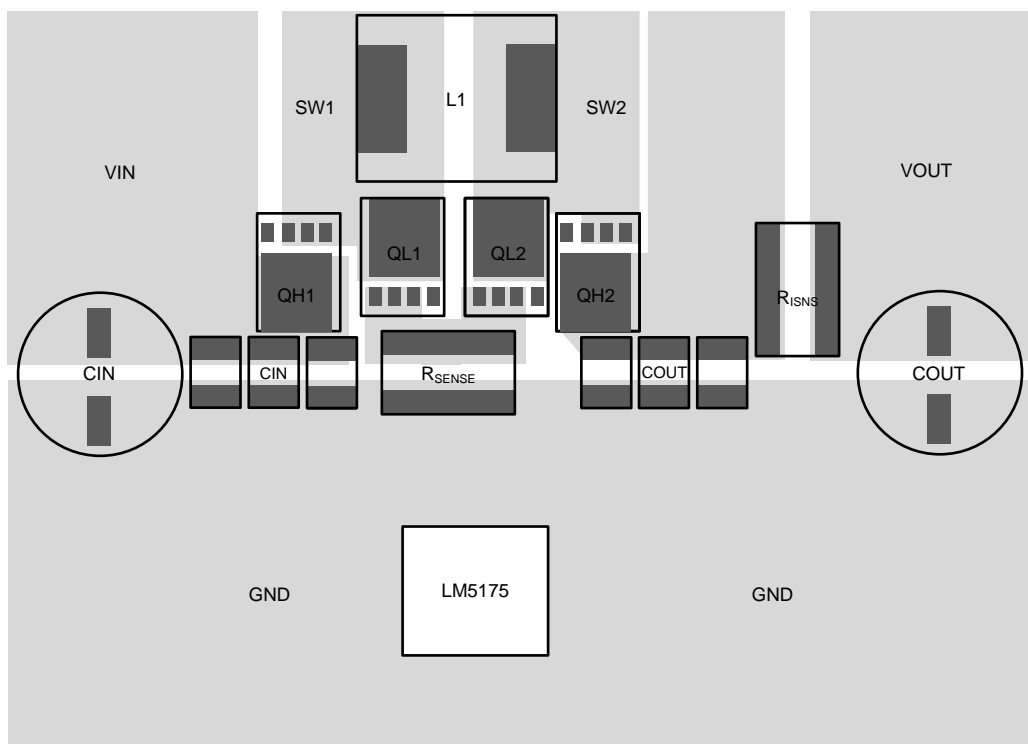 L1
SW1
SW2
VIN
VOUT
QL1
QL2
QH1
QH2
RISNS
CIN
CIN
RSENSE
COUT
COUT
LM5175
GND
GND